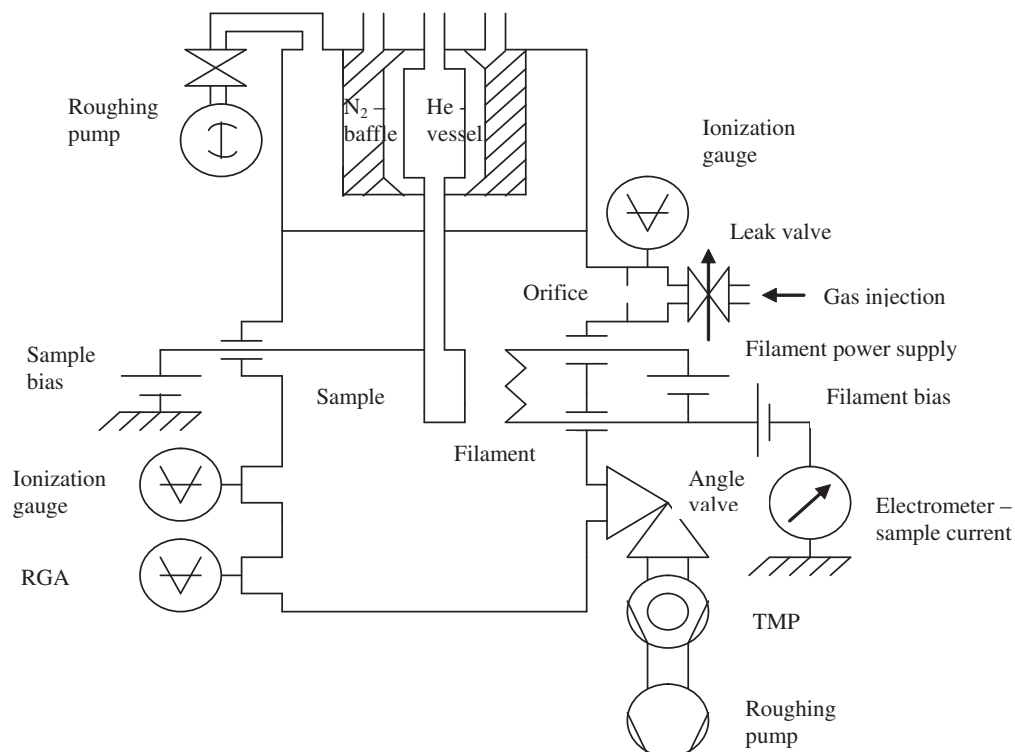 Roughing
pump
N2 –
baffle
He -
vessel
Ionization
gauge
Leak valve
Orifice
Gas injection
Sample
bias
Sample
Filament power supply
Filament bias
Filament
Ionization
gauge
Angle
valve
Electrometer –
sample current
RGA
TMP
Roughing
pump